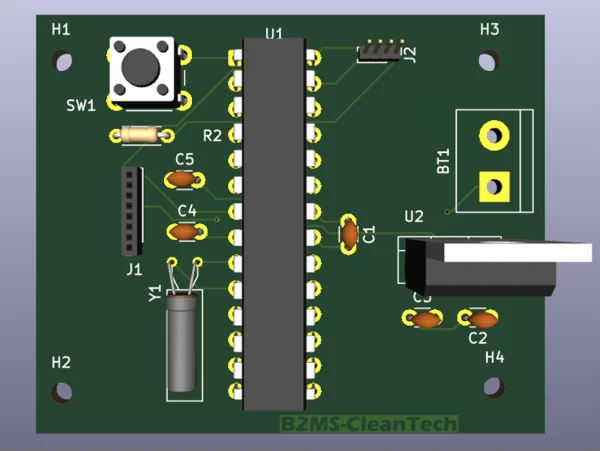 H1
U1
H3
J2
SW1
R2
C5
BT1
C4
U2
C1
J1
Y1
C3
C2
H2
H4
B2MS-CleanTech